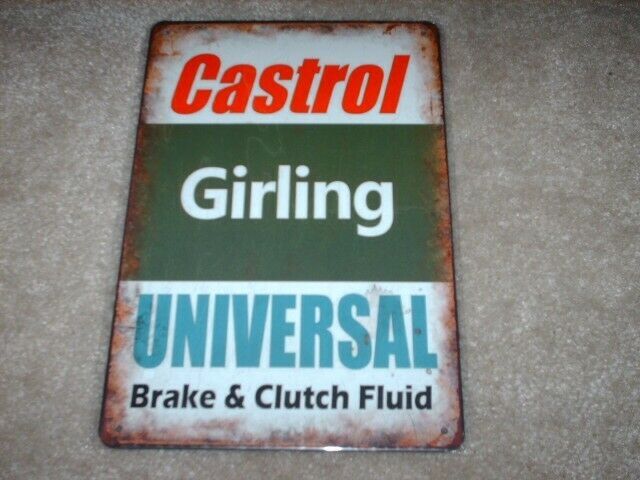 Castrol
Girling
UNIVERSAL
Brake & Clutch Fluid